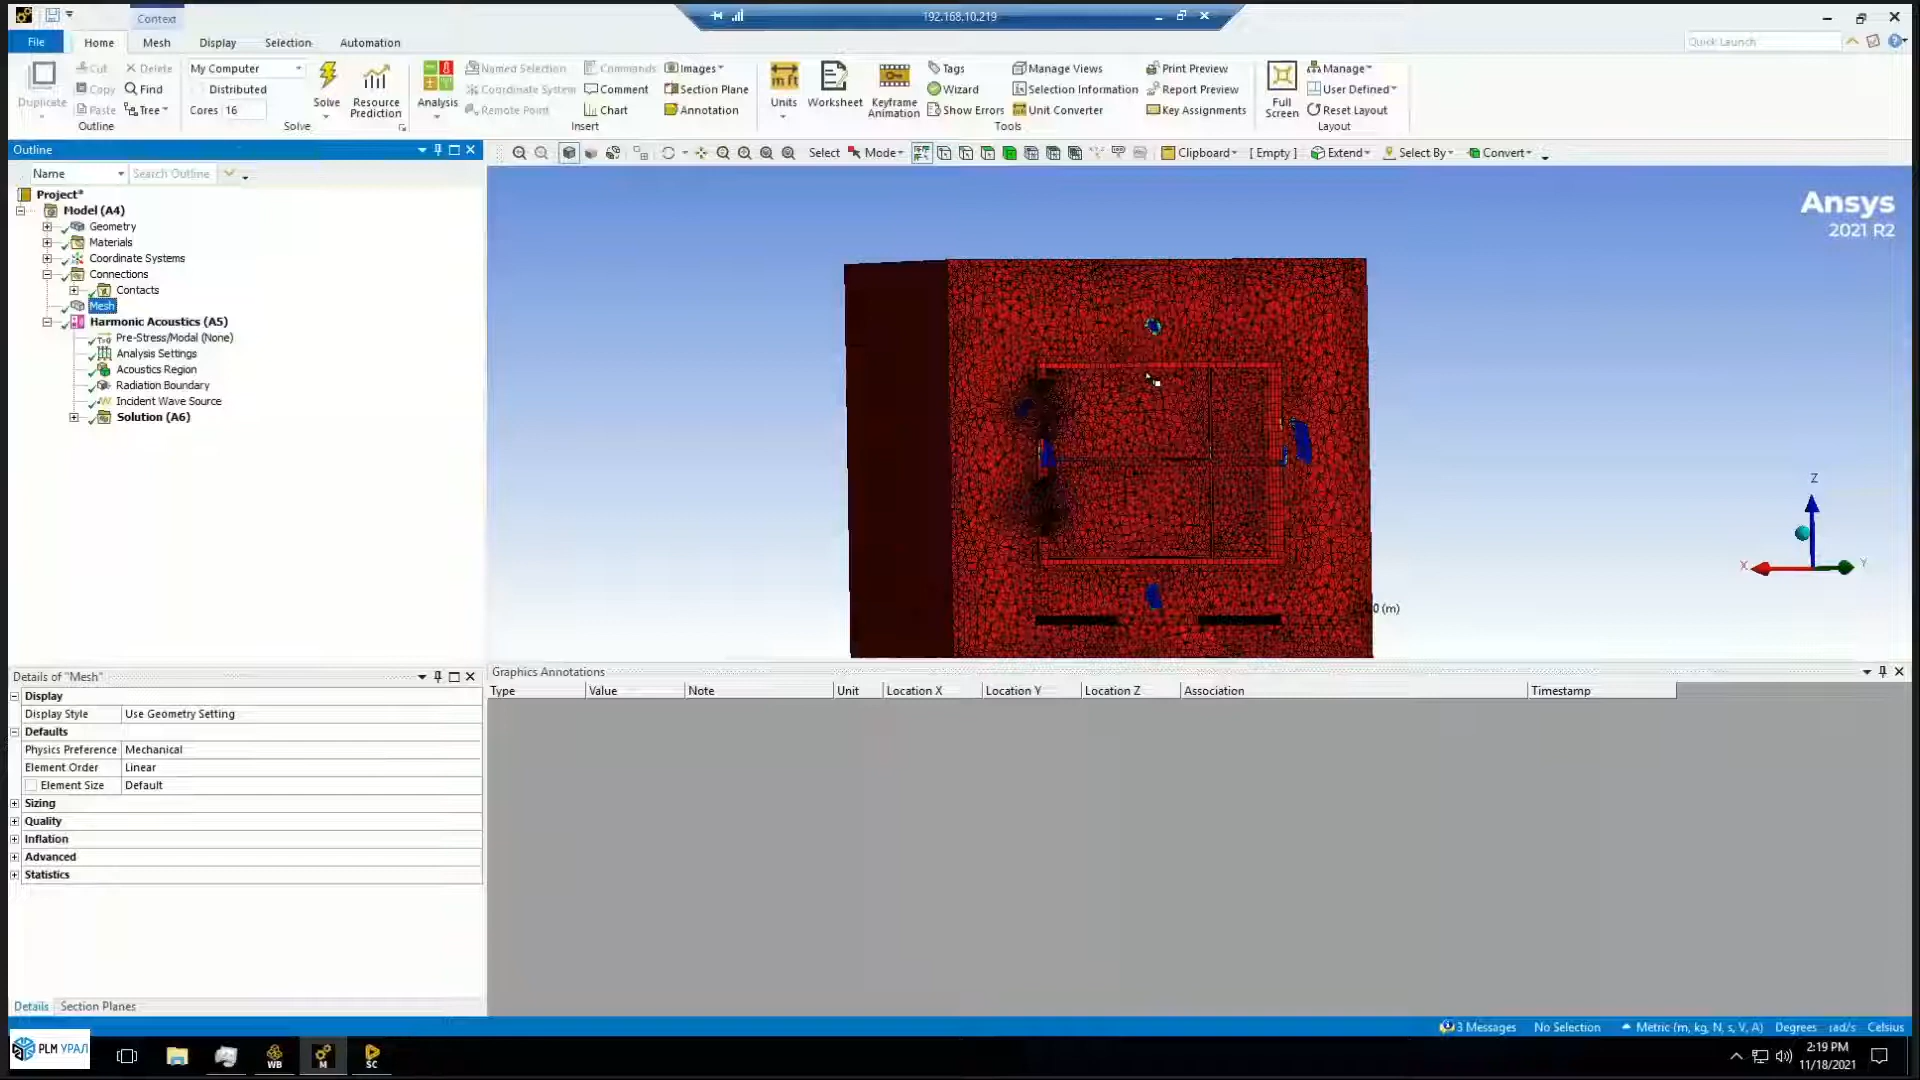 Context
192.168.10.219
File Home Mesh Display Selection Automation
Quick Launch
Duplicate
Cut
Copy
Paste
Delete
Find
Tree
Outline
My Computer
Distributed
Cores 16
Solve
Resource Prediction
Solve
Analysis
Named Selection
Coordinate System
Remote Point
Commands
Comment
Chart
Images
Section Plane
Annotation
Insert
Units
Worksheet
Keyframe Animation
Tags
Wizard
Show Errors
Manage Views
Selection Information
Unit Converter
Print Preview
Report Preview
Key Assignments
Tools
Full Screen
Manage
User Defined
Reset Layout
Layout
Outline
Select Mode Clipboard [ Empty ] Extend Select By Convert
Name Search Outline
Project*
Model (A4)
Geometry
Materials
Coordinate Systems
Connections
Contacts
Mesh
Harmonic Acoustics (A5)
Pre-Stress/Modal (None)
Analysis Settings
Acoustics Region
Radiation Boundary
Incident Wave Source
Solution (A6)
Ansys
2021 R2
Z
X
Y
0 (m)
Details of "Mesh"
Display
Display Style Use Geometry Setting
Defaults
Physics Preference Mechanical
Element Order Linear
Element Size Default
Sizing
Quality
Inflation
Advanced
Statistics
Graphics Annotations
Type Value Note Unit Location X Location Y Location Z Association Timestamp
Details Section Planes
3 Messages No Selection Metric (m, kg, N, s, V, A) Degrees rad/s Celsius
PLM УРАЛ
WB
M
SC
2:19 PM
11/18/2021